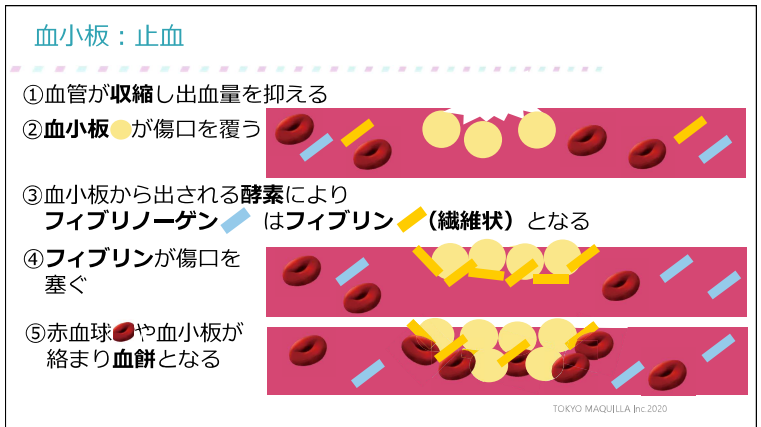 血小板：止血
①血管が収縮し出血量を抑える
②血小板が傷口を覆う
③血小板から出される酵素により
フィブリノーゲン はフィブリン（繊維状）となる
④フィブリンが傷口を
塞ぐ
⑤赤血球や血小板が
絡まり血餅となる
TOKYO MAQUILLA Inc.2020